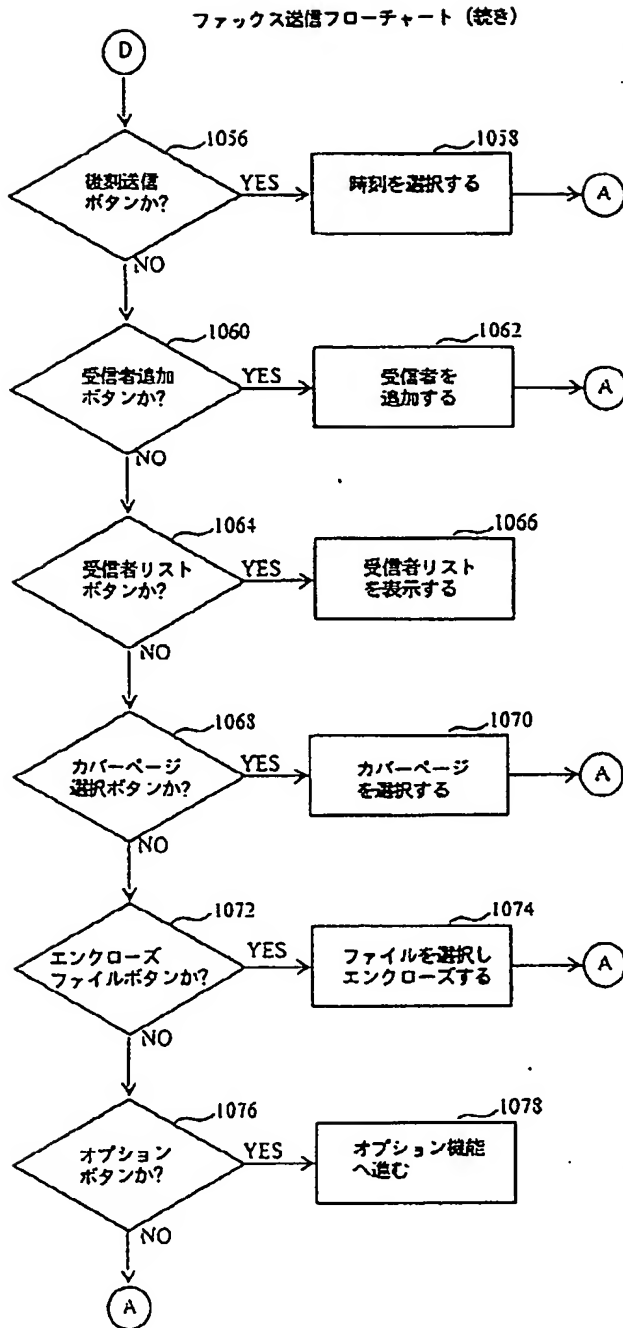 ファックス送信フローチャート (続き)
D
1056
1058
後刻送信
ボタンか?
YES
時刻を選択する
A
NO
1060
1062
受信者追加
ボタンか?
YES
受信者を
追加する
A
NO
1064
1066
受信者リスト
ボタンか?
YES
受信者リスト
を表示する
NO
1068
1070
カバーページ
選択ボタンか?
YES
カバーページ
を選択する
A
NO
1072
1074
エンクローズ
ファイルボタンか?
YES
ファイルを選択し
エンクローズする
A
NO
1076
1078
オプション
ボタンか?
YES
オプション機能
へ進む
NO
A